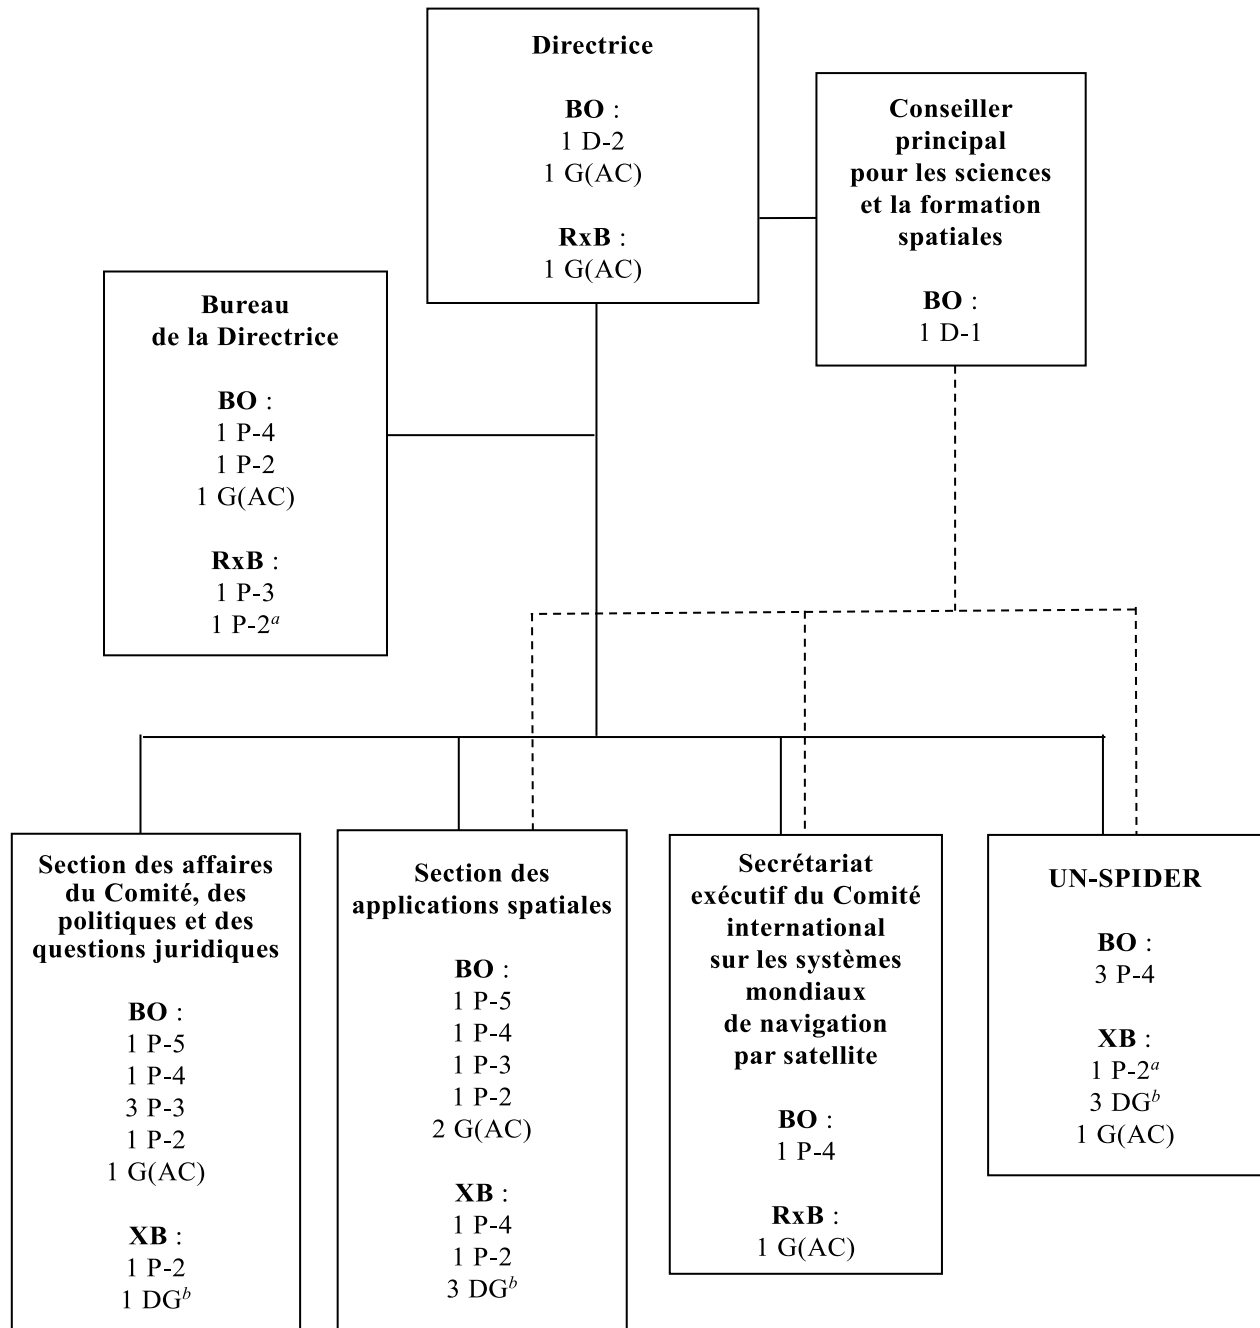 Directrice
BO :
1 D-2
1 G(AC)
RxB :
1 G(AC)
Conseiller
principal
pour les sciences
et la formation
spatiales
BO :
1 D-1
Bureau
de la Directrice
BO :
1 P-4
1 P-2
1 G(AC)
RxB :
1 P-3
1 P-2a
Section des affaires
du Comité, des
politiques et des
questions juridiques
BO :
1 P-5
1 P-4
3 P-3
1 P-2
1 G(AC)
XB :
1 P-2
1 DGb
Section des
applications spatiales
BO :
1 P-5
1 P-4
1 P-3
1 P-2
2 G(AC)
XB :
1 P-4
1 P-2
3 DGb
Secrétariat
exécutif du Comité
international
sur les systèmes
mondiaux
de navigation
par satellite
BO :
1 P-4
RxB :
1 G(AC)
UN-SPIDER
BO :
3 P-4
XB :
1 P-2a
3 DGb
1 G(AC)